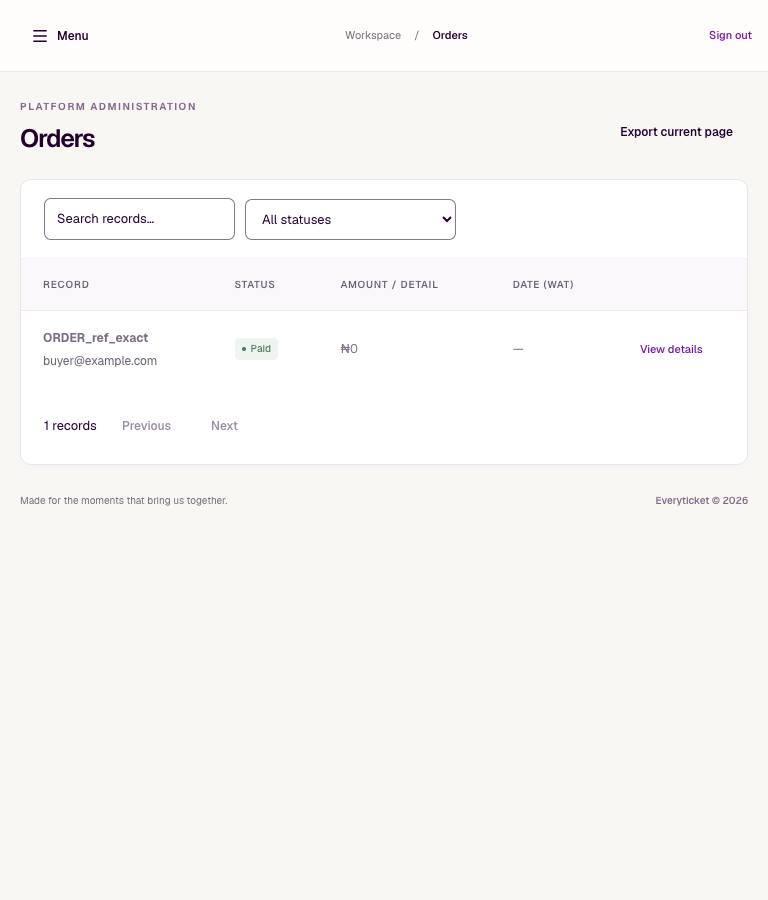 Menu
Workspace / Orders
Sign out
PLATFORM ADMINISTRATION
Orders
Export current page
Search records…
All statuses
RECORD STATUS AMOUNT / DETAIL DATE (WAT)
ORDER_ref_exact
buyer@example.com
Paid
₦0
—
View details
1 records Previous Next
Made for the moments that bring us together.
Everyticket © 2026